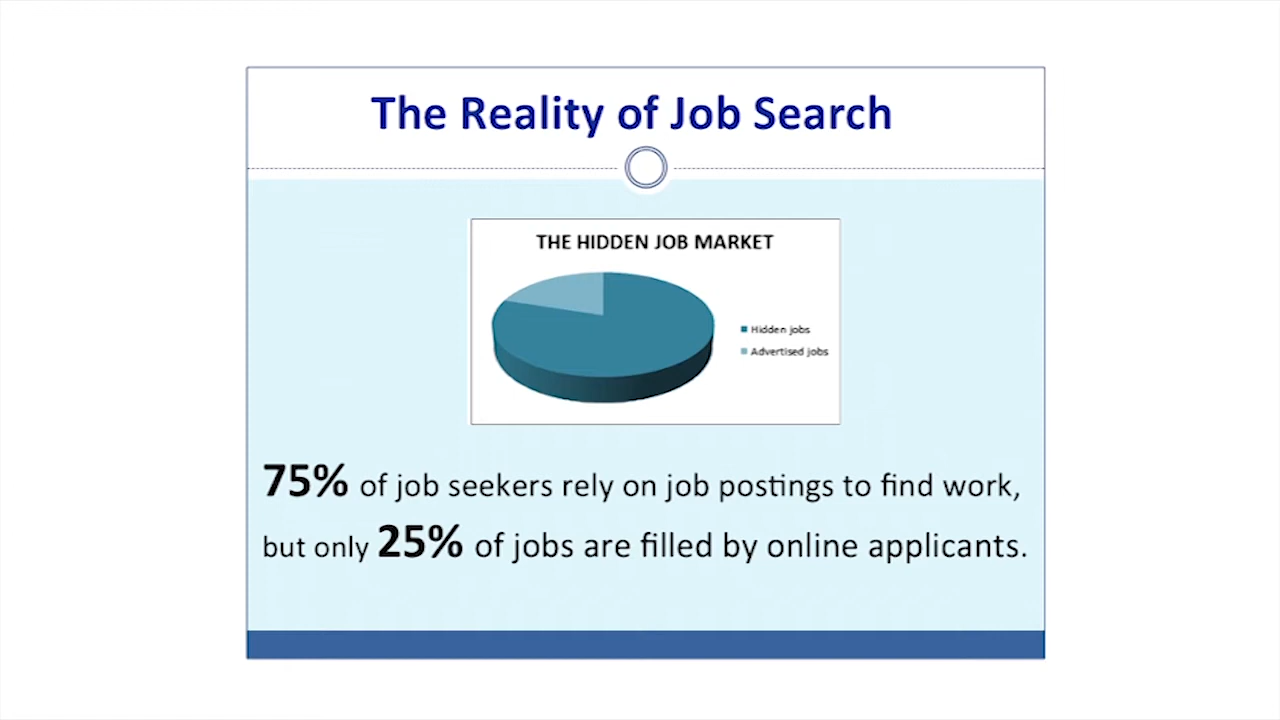 The Reality of Job Search
THE HIDDEN JOB MARKET
Hidden jobs
Advertised jobs
75% of job seekers rely on job postings to find work,
but only 25% of jobs are filled by online applicants.